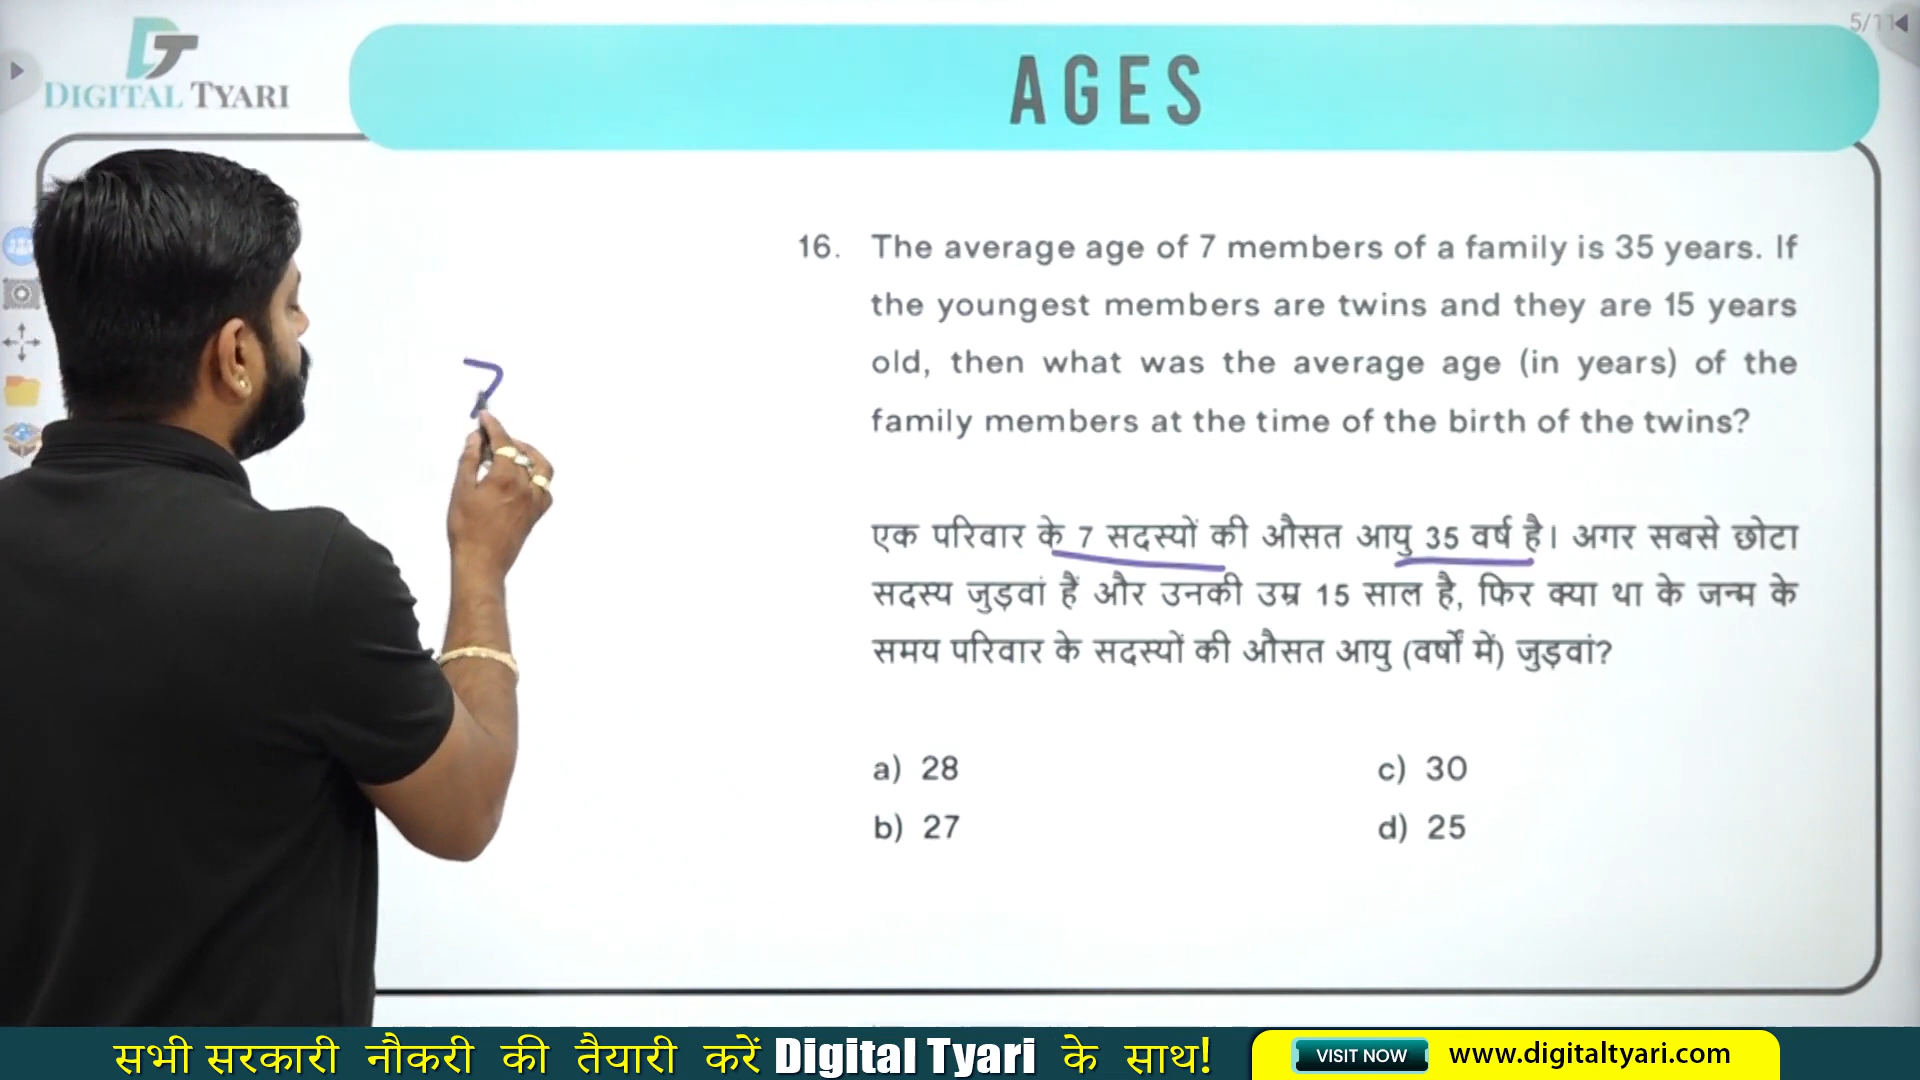 5/11
DIGITAL TYARI
AGES
16. The average age of 7 members of a family is 35 years. If
the youngest members are twins and they are 15 years
old, then what was the average age (in years) of the
family members at the time of the birth of the twins?
7
एक परिवार के 7 सदस्यों की औसत आयु 35 वर्ष है। अगर सबसे छोटा
सदस्य जुड़वां हैं और उनकी उम्र 15 साल है, फिर क्या था के जन्म के
समय परिवार के सदस्यों की औसत आयु (वर्षों में) जुड़वां?
a) 28
c) 30
b) 27
d) 25
सभी सरकारी नौकरी की तैयारी करें Digital Tyari के साथ!
VISIT NOW www.digitaltyari.com